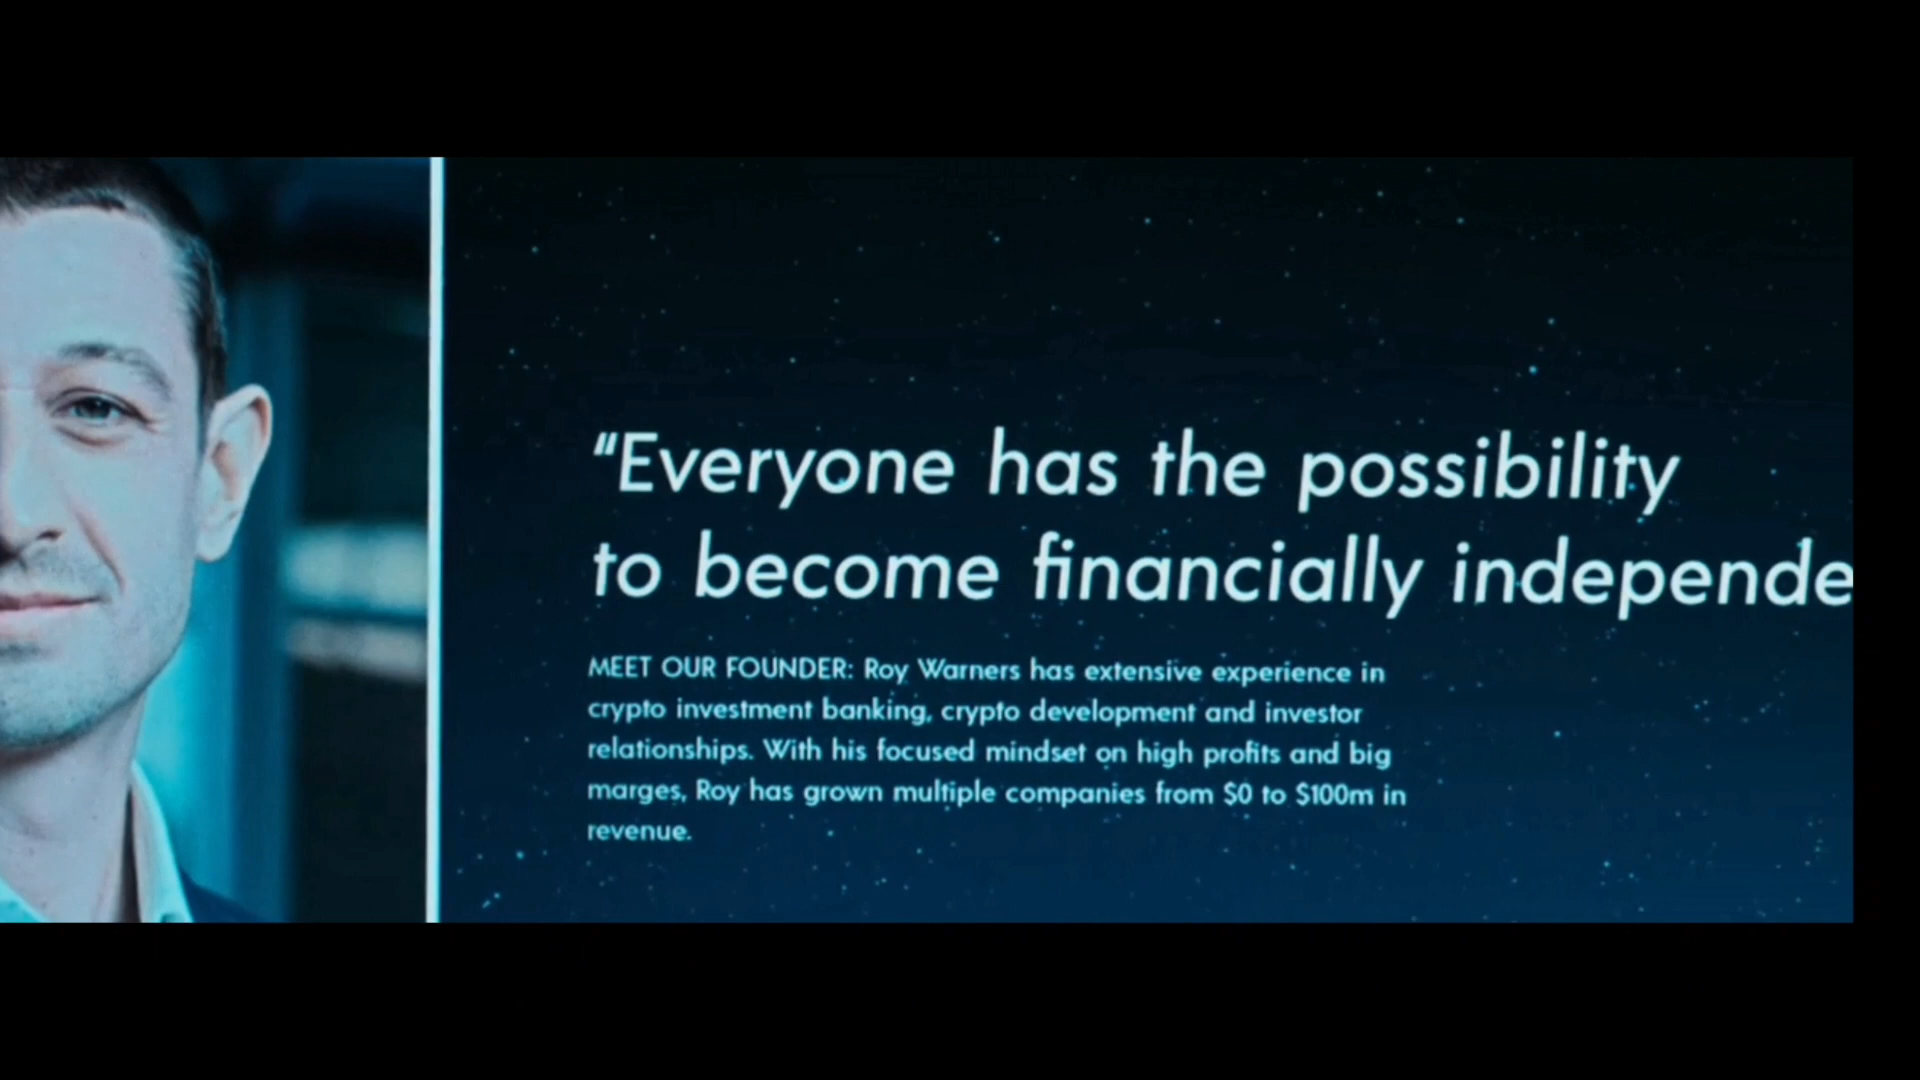 “Everyone has the possibility
to become financially independe
MEET OUR FOUNDER: Roy Warners has extensive experience in
crypto investment banking, crypto development and investor
relationships. With his focused mindset on high profits and big
marges, Roy has grown multiple companies from $0 to $100m in
revenue.